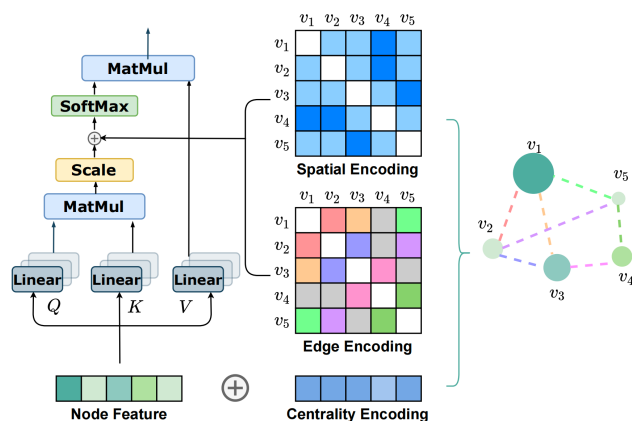 MatMul
SoftMax
Scale
MatMul
Linear Linear Linear
Q K V
Node Feature
v1 v2 v3 v4 v5
v1
v2
v3
v4
v5
Spatial Encoding
v1 v2 v3 v4 v5
v1
v2
v3
v4
v5
Edge Encoding
Centrality Encoding
v1
v5
v2
v3
v4